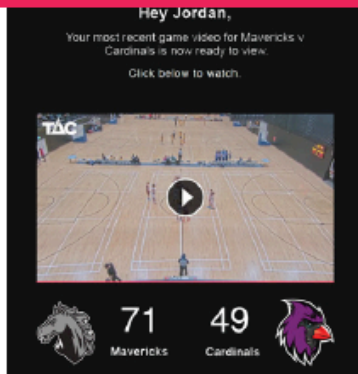 Hey Jordan,
Your most recent game video for Mavericks v
Cardinals is now ready to view.
Click below to watch.
TAC
71
49
Mavericks
Cardinals